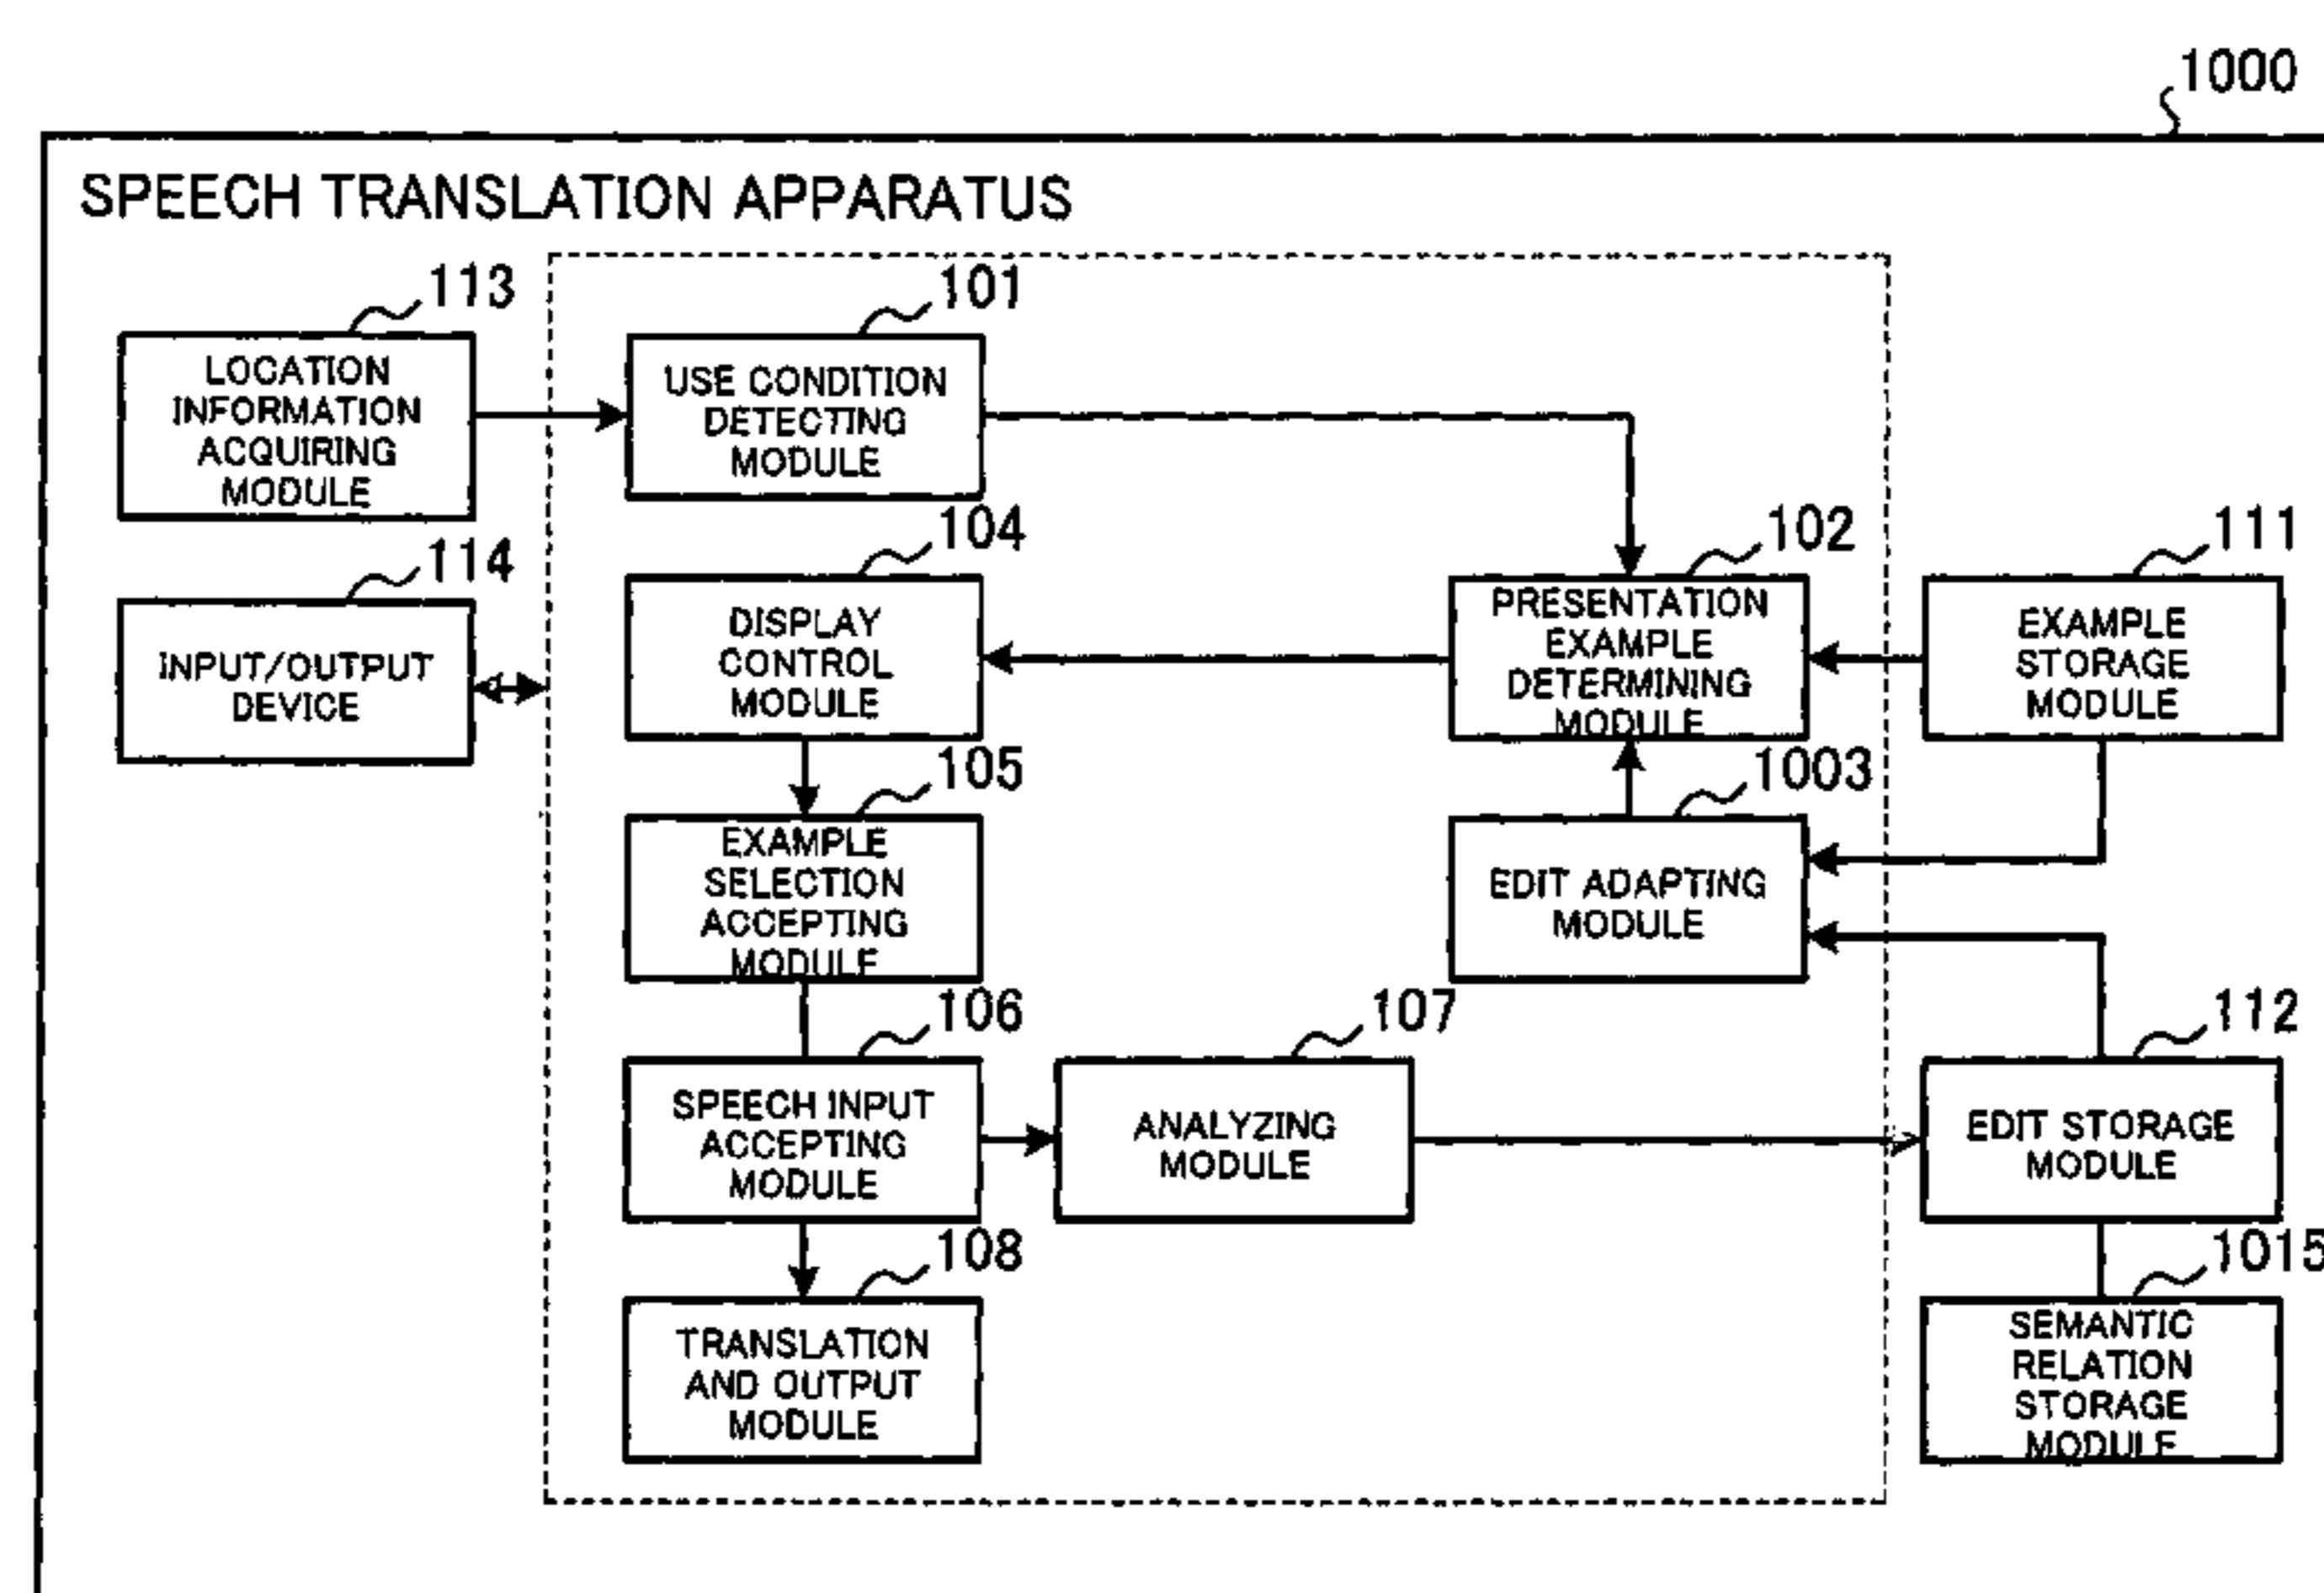 1000
SPEECH TRANSLATION APPARATUS
113
LOCATION
INFORMATION
ACQUIRING
MODULE
101
USE CONDITION
DETECTING
MODULE
114
INPUT/OUTPUT
DEVICE
104
DISPLAY
CONTROL
MODULE
102
PRESENTATION
EXAMPLE
DETERMINING
MODULE
111
EXAMPLE
STORAGE
MODULE
105
EXAMPLE
SELECTION
ACCEPTING
MODULE
1003
EDIT ADAPTING
MODULE
106
SPEECH INPUT
ACCEPTING
MODULE
107
ANALYZING
MODULE
112
EDIT STORAGE
MODULE
108
TRANSLATION
AND OUTPUT
MODULE
1015
SEMANTIC
RELATION
STORAGE
MODULE